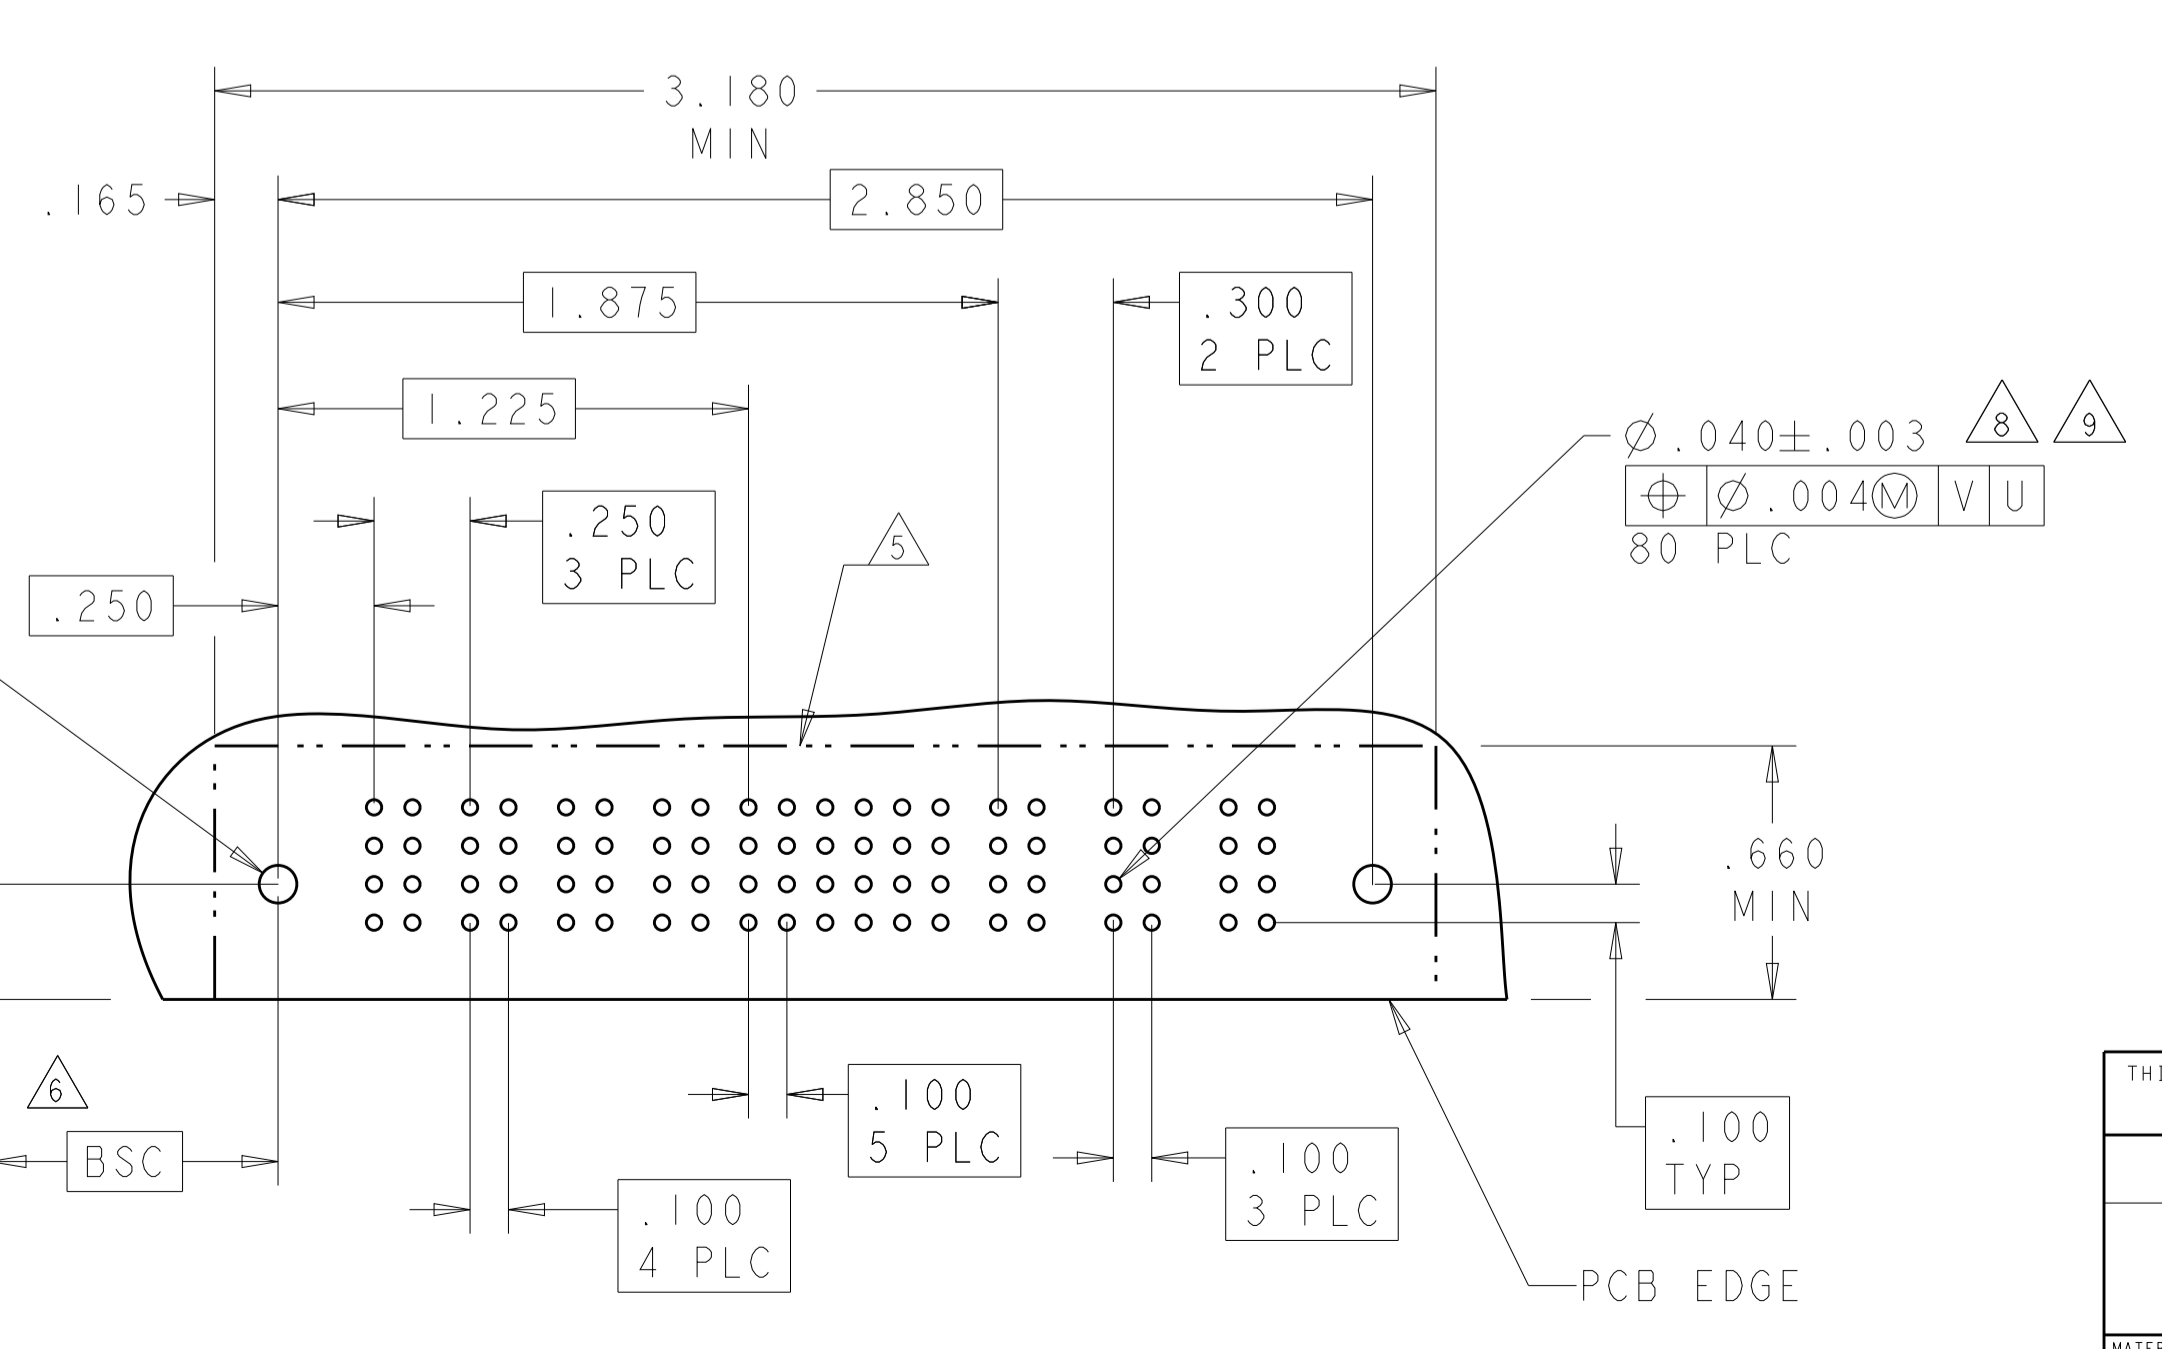 3.180
MIN
.165
2.850
1.875
.300
2 PLC
1.225
Ø.040±.003
8
9
⌖ Ø.004Ⓜ V U
80 PLC
.250
3 PLC
5
.250
.660
MIN
6
BSC
.100
5 PLC
.100
4 PLC
.100
3 PLC
.100
TYP
PCB EDGE
THI
MATER